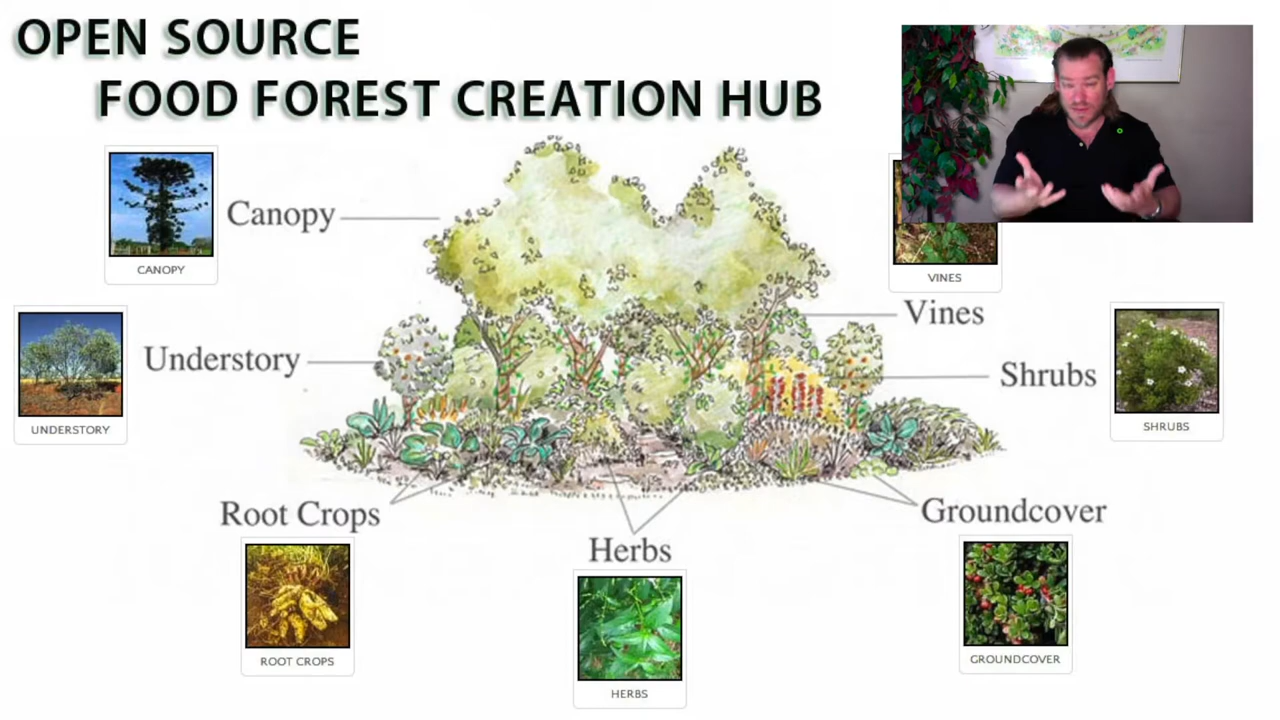 OPEN SOURCE
FOOD FOREST CREATION HUB
CANOPY
Canopy
VINES
Vines
UNDERSTORY
Understory
Shrubs
SHRUBS
Root Crops
ROOT CROPS
Herbs
HERBS
Groundcover
GROUNDCOVER